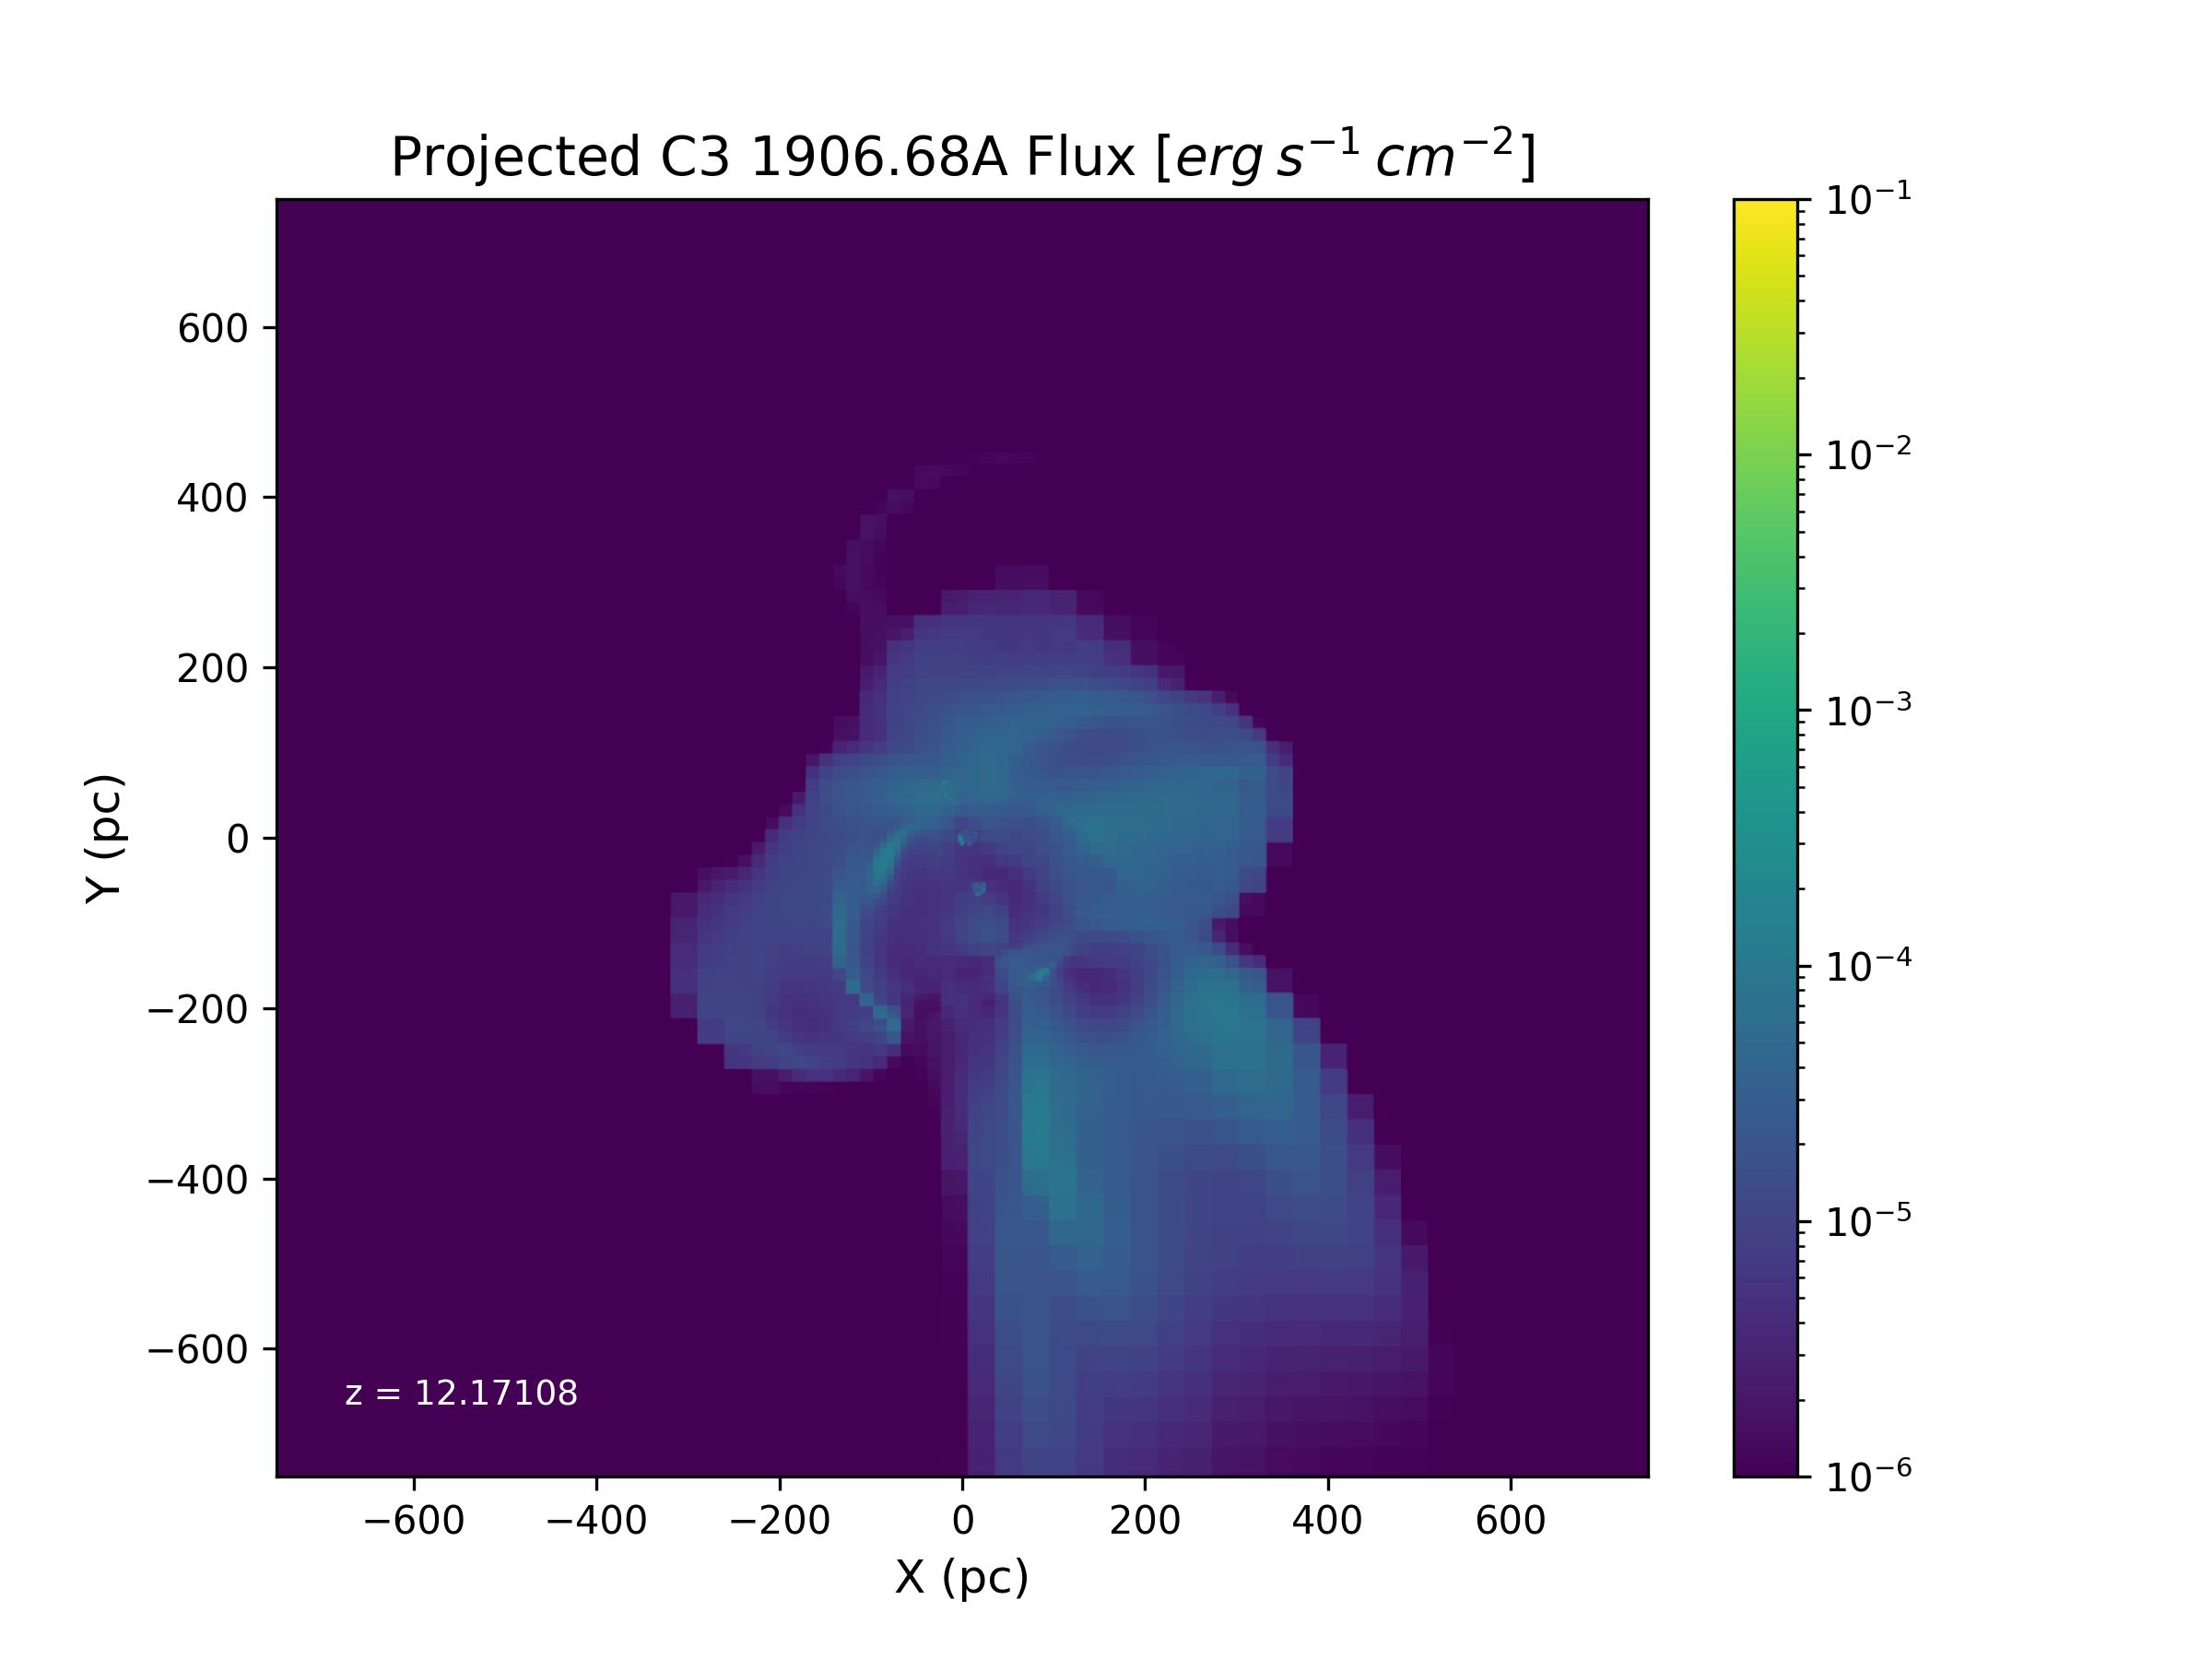 Projected C3 1906.68A Flux [erg s⁻¹ cm⁻²]
10⁻¹
10⁻²
10⁻³
10⁻⁴
10⁻⁵
10⁻⁶
Y (pc)
600
400
200
0
−200
−400
−600
z = 12.17108
−600 −400 −200 0 200 400 600
X (pc)